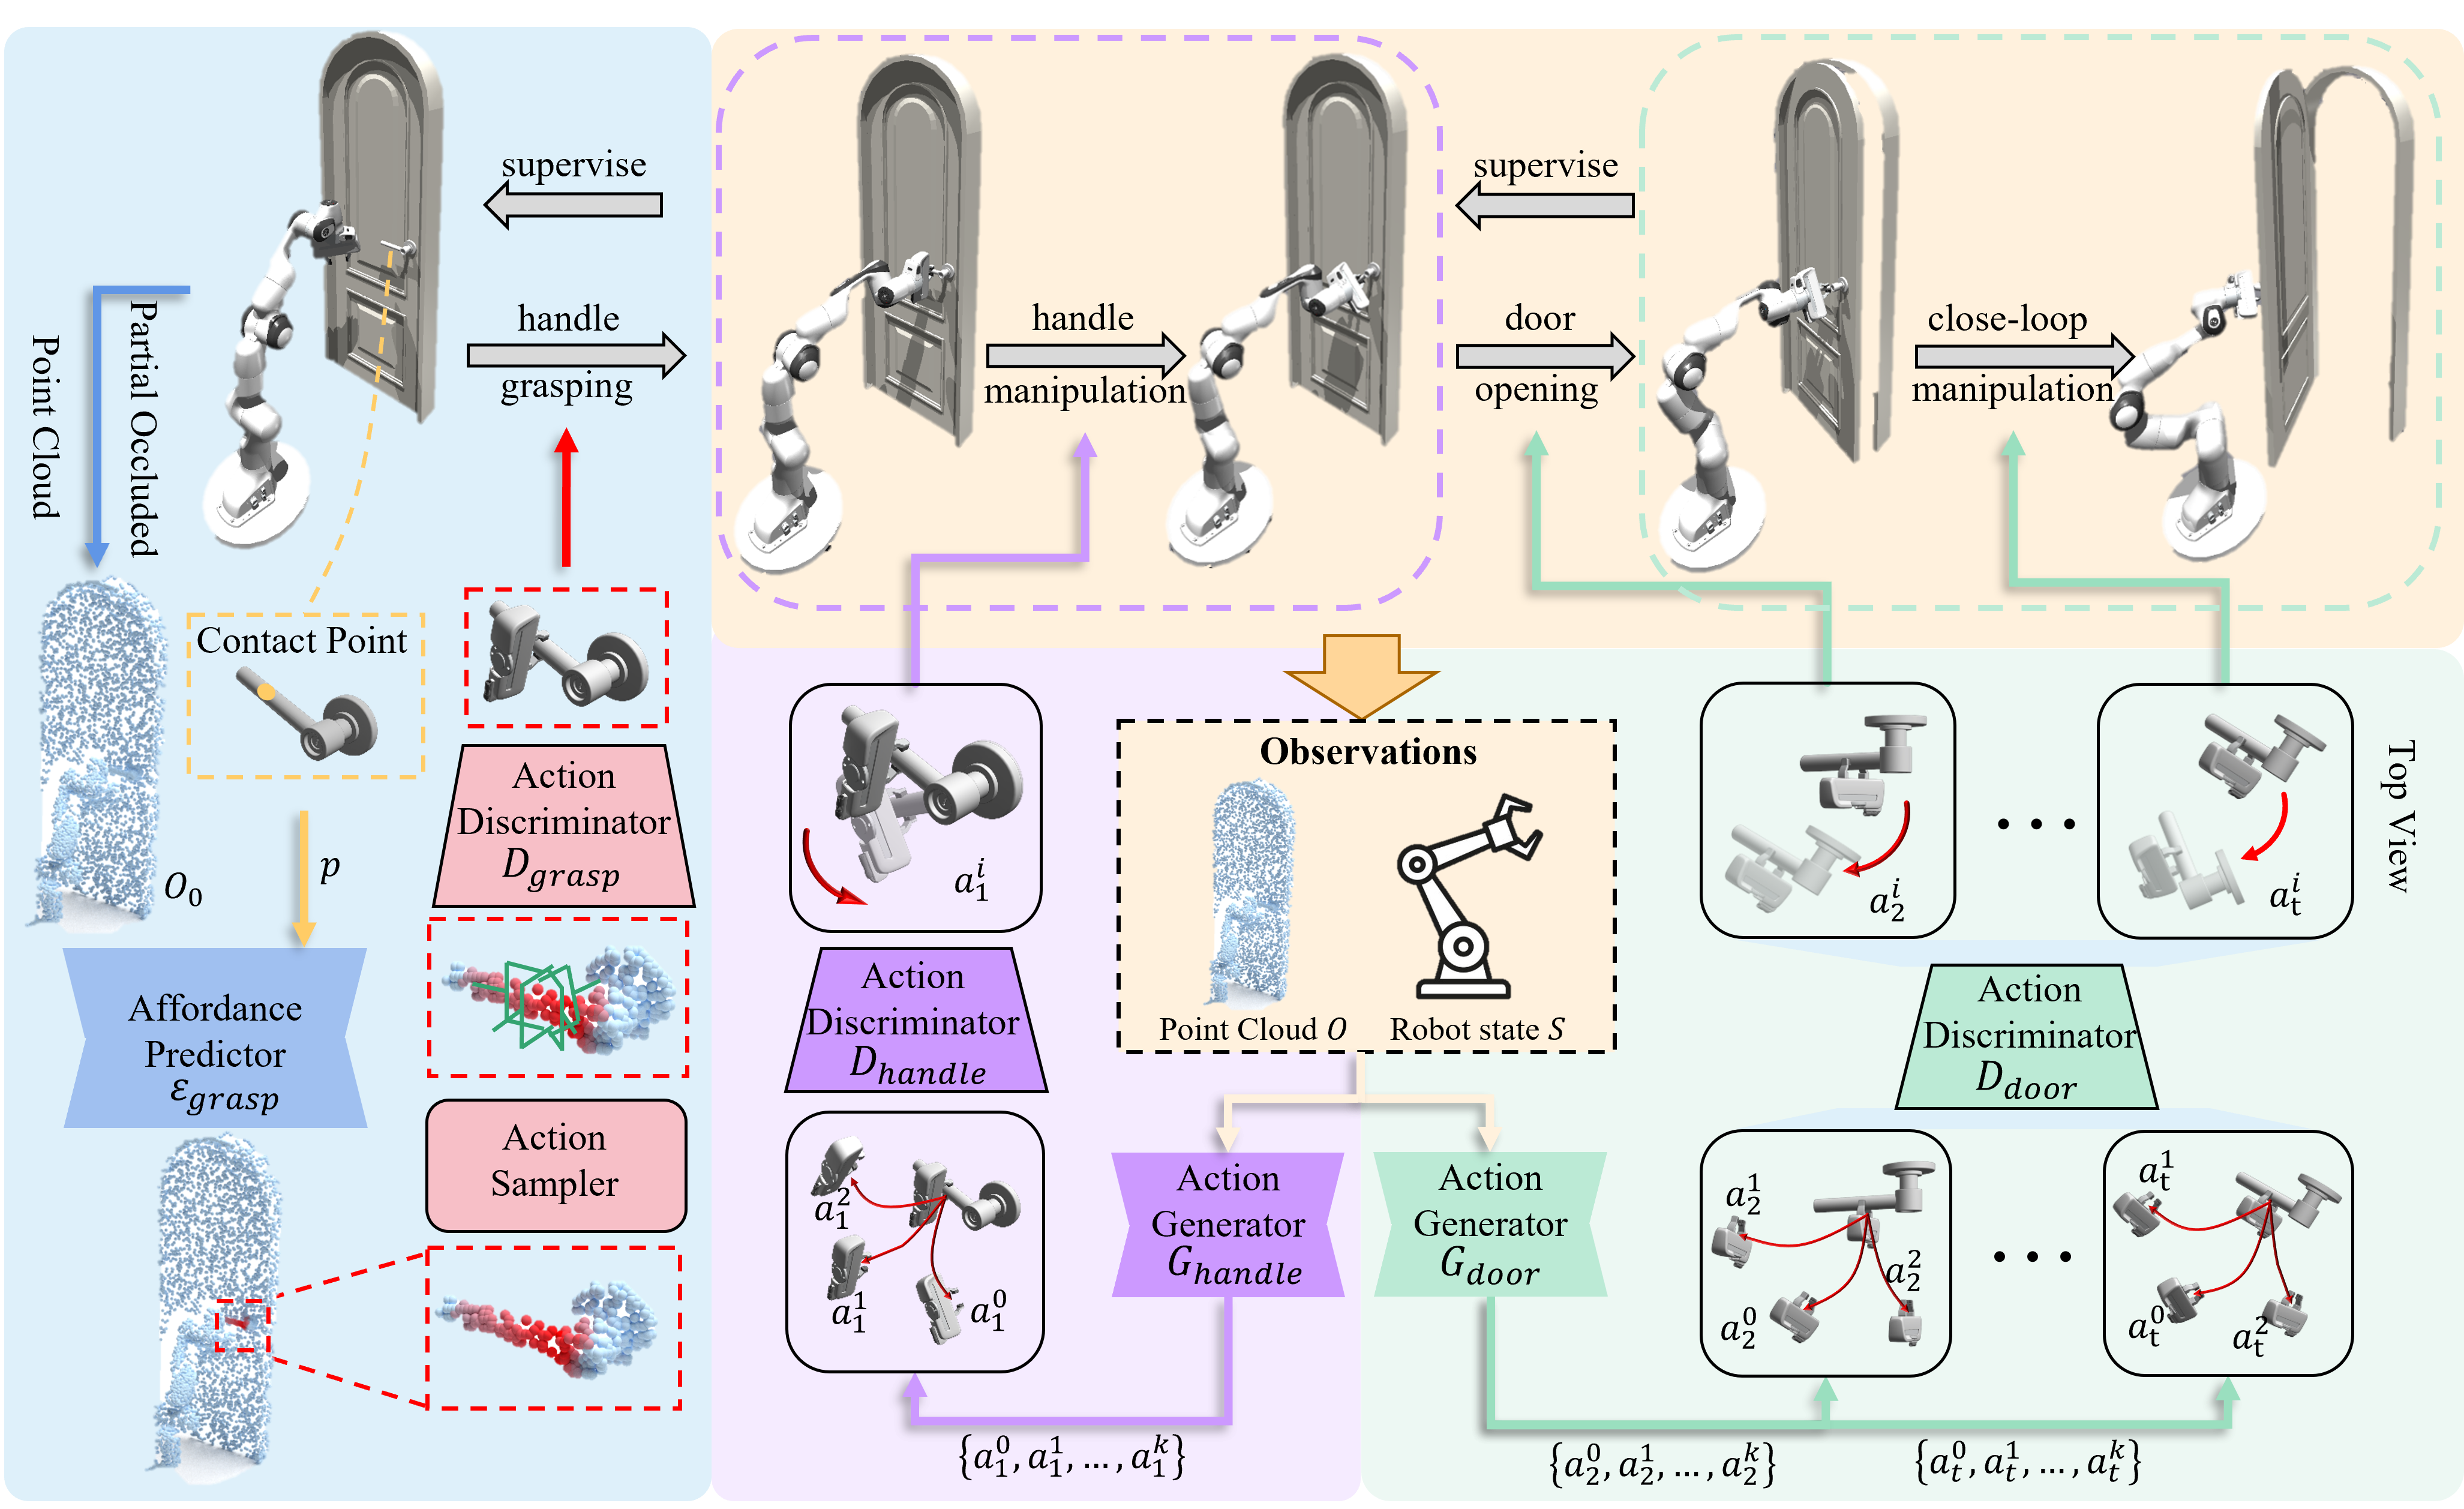 supervise
handle
grasping
Partial Occluded
Point Cloud
Contact Point
$O_0$
$p$
Affordance
Predictor
$\varepsilon_{grasp}$
Action
Discriminator
$D_{grasp}$
Action
Sampler
handle
manipulation
supervise
door
opening
close-loop
manipulation
$a_1^i$
Action
Discriminator
$D_{handle}$
$a_1^2$
$a_1^1$
$a_1^0$
$\{a_1^0, a_1^1, \ldots, a_1^k\}$
Observations
Point Cloud $O$
Robot state $S$
Action
Generator
$G_{handle}$
Action
Generator
$G_{door}$
$a_2^i$
• • •
$a_t^i$
Top View
Action
Discriminator
$D_{door}$
$a_2^1$
$a_2^2$
$a_2^0$
• • •
$a_t^1$
$a_t^0$
$a_t^2$
$\{a_2^0, a_2^1, \ldots, a_2^k\}$
$\{a_t^0, a_t^1, \ldots, a_t^k\}$